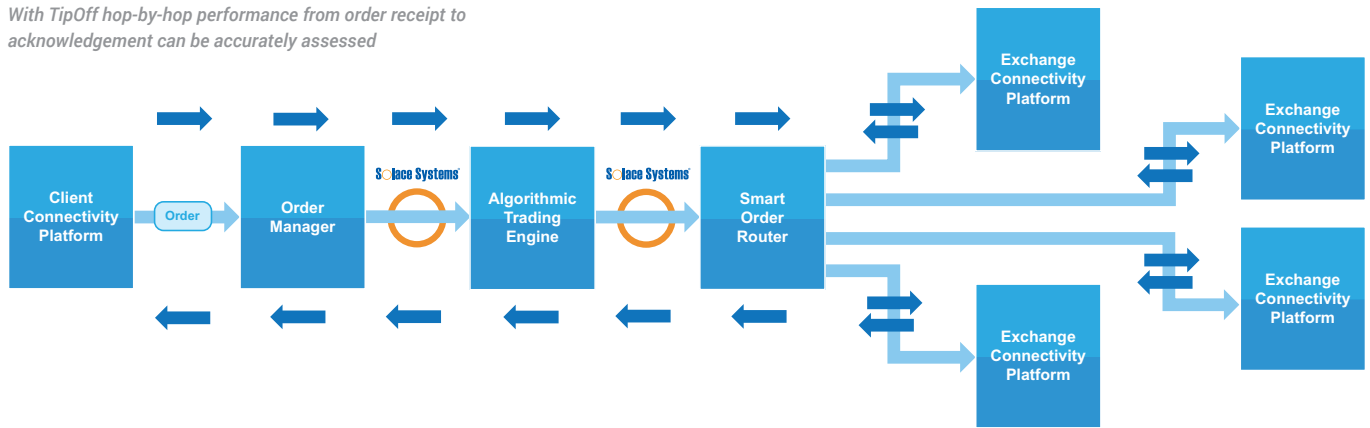 With TipOff hop-by-hop performance from order receipt to
acknowledgement can be accurately assessed
Client
Connectivity
Platform
Order
Order
Manager
Solace Systems
Algorithmic
Trading
Engine
Solace Systems
Smart
Order
Router
Exchange
Connectivity
Platform
Exchange
Connectivity
Platform
Exchange
Connectivity
Platform
Exchange
Connectivity
Platform